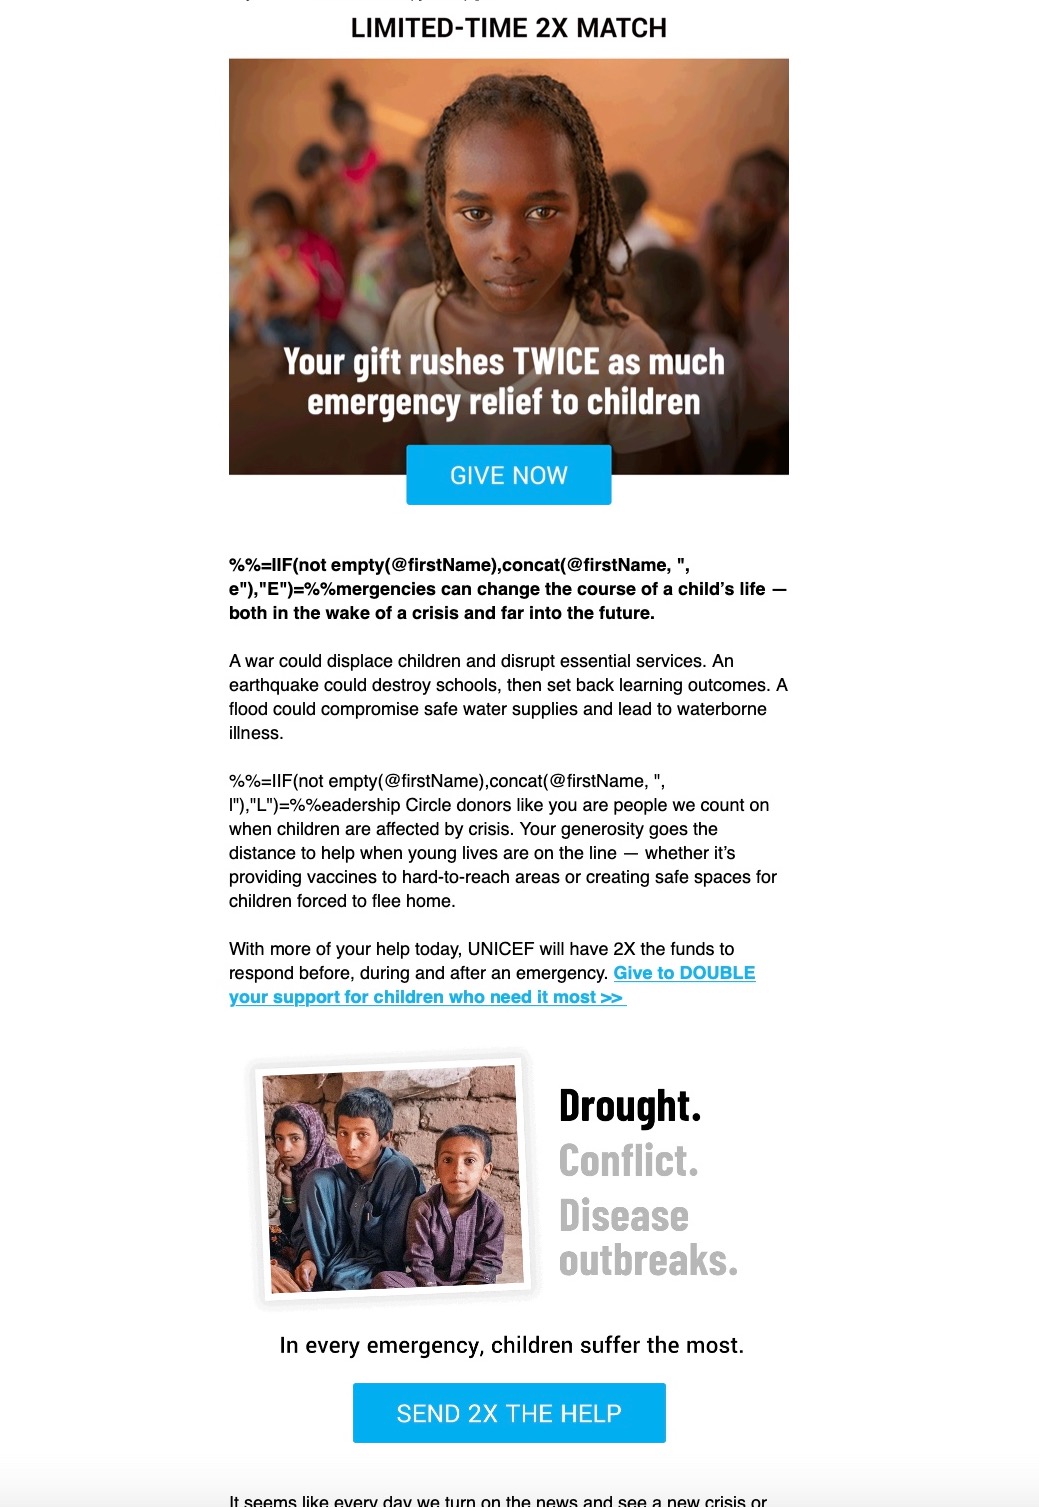 LIMITED-TIME 2X MATCH
Your gift rushes TWICE as much
emergency relief to children
GIVE NOW
%%=IIF(not empty(@firstName),concat(@firstName, ",
e"),"E")=%%mergencies can change the course of a child’s life —
both in the wake of a crisis and far into the future.
A war could displace children and disrupt essential services. An
earthquake could destroy schools, then set back learning outcomes. A
flood could compromise safe water supplies and lead to waterborne
illness.
%%=IIF(not empty(@firstName),concat(@firstName, ",
l"),"L")=%%eadership Circle donors like you are people we count on
when children are affected by crisis. Your generosity goes the
distance to help when young lives are on the line — whether it’s
providing vaccines to hard-to-reach areas or creating safe spaces for
children forced to flee home.
With more of your help today, UNICEF will have 2X the funds to
respond before, during and after an emergency. Give to DOUBLE
your support for children who need it most >>
Drought.
Conflict.
Disease
outbreaks.
In every emergency, children suffer the most.
SEND 2X THE HELP
It seems like every day we turn on the news and see a new crisis or